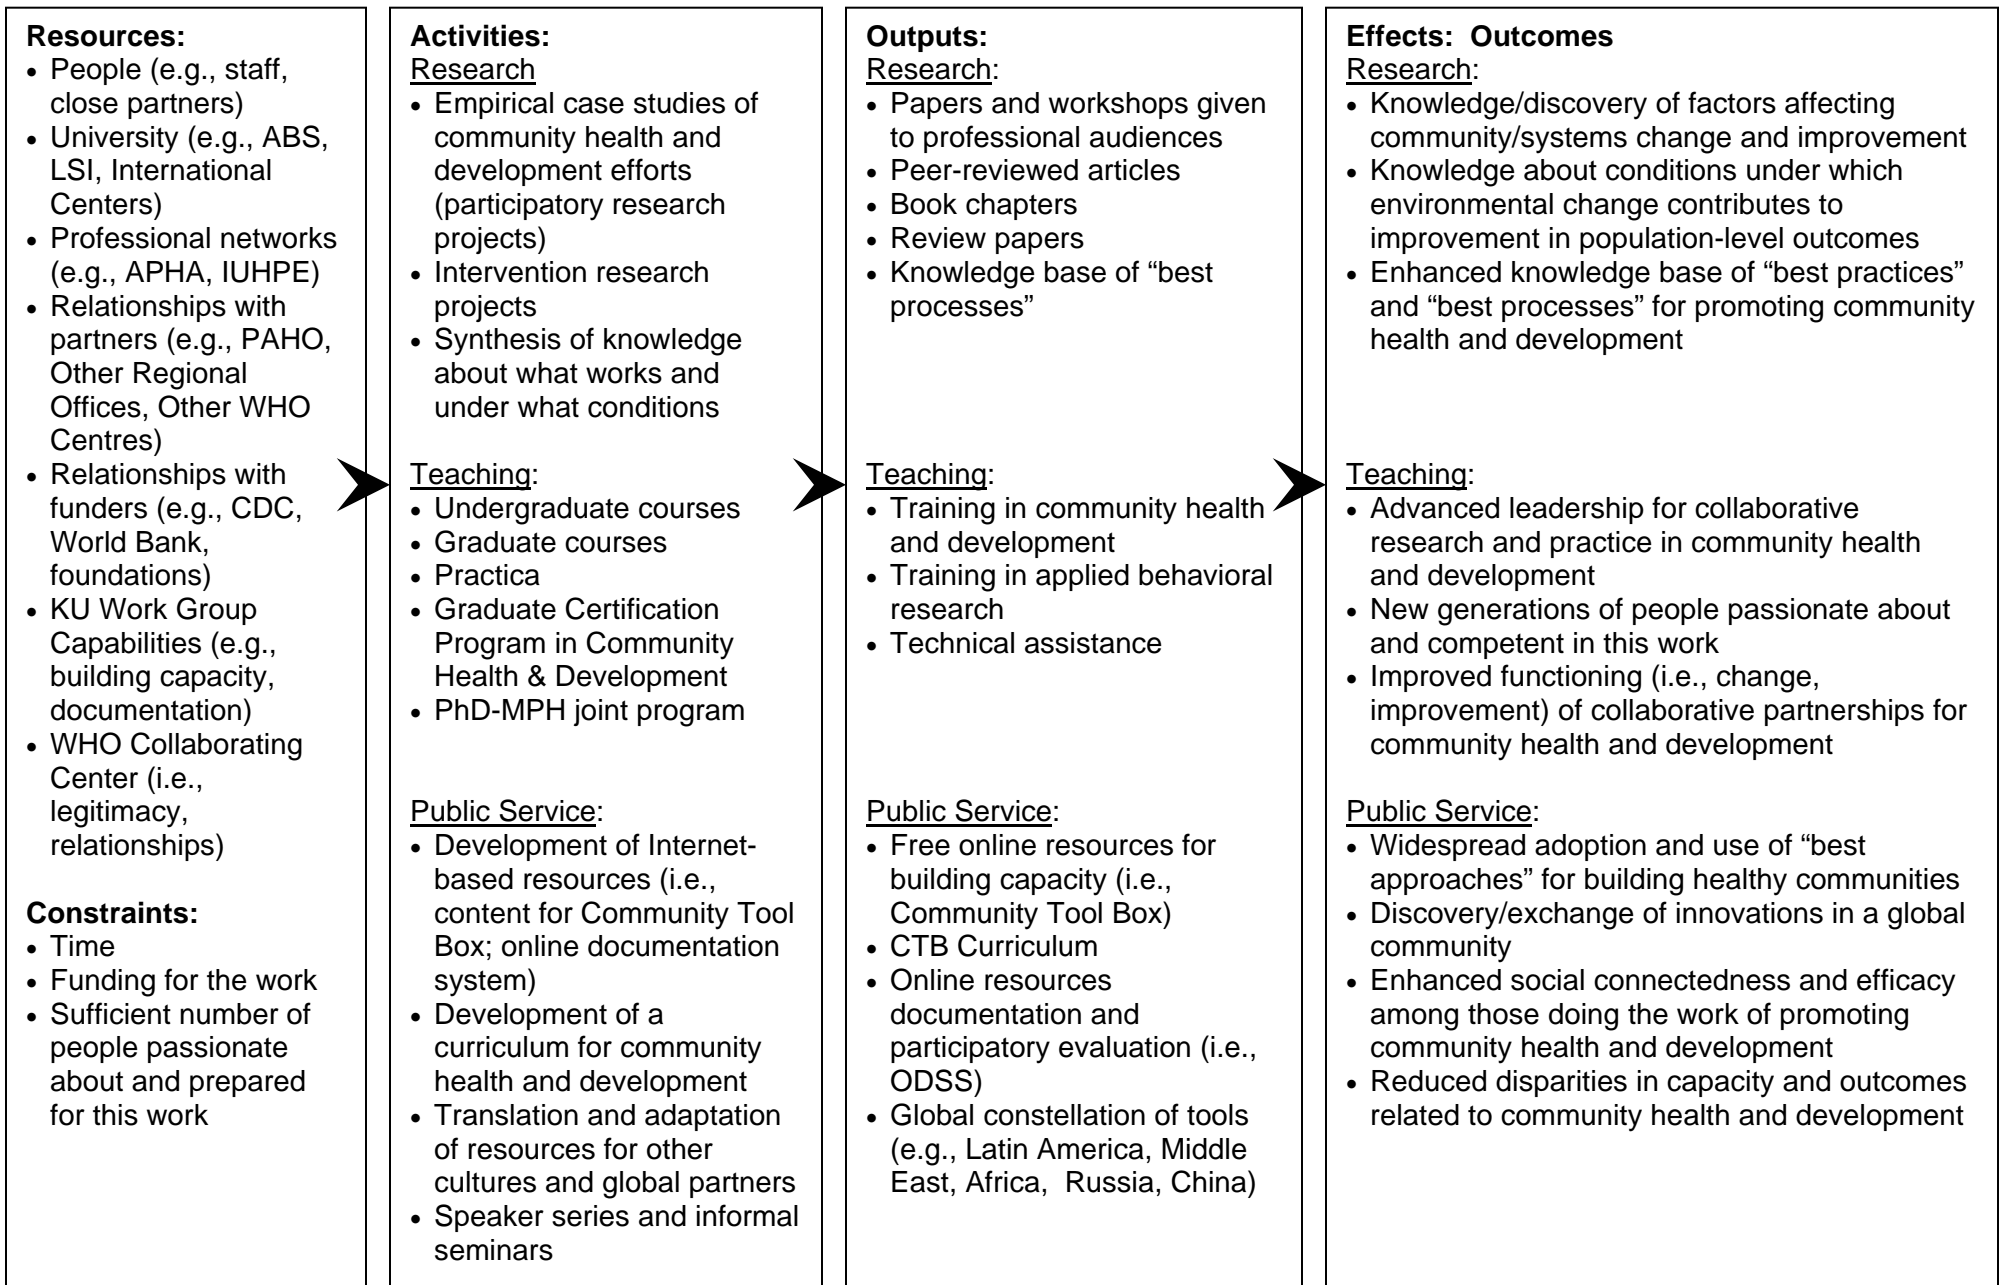 Resources:
• People (e.g., staff,
close partners)
• University (e.g., ABS,
LSI, International
Centers)
• Professional networks
(e.g., APHA, IUHPE)
• Relationships with
partners (e.g., PAHO,
Other Regional
Offices, Other WHO
Centres)
• Relationships with
funders (e.g., CDC,
World Bank,
foundations)
• KU Work Group
Capabilities (e.g.,
building capacity,
documentation)
• WHO Collaborating
Center (i.e.,
legitimacy,
relationships)
Constraints:
• Time
• Funding for the work
• Sufficient number of
people passionate
about and prepared
for this work
Activities:
Research
• Empirical case studies of
community health and
development efforts
(participatory research
projects)
• Intervention research
projects
• Synthesis of knowledge
about what works and
under what conditions
Teaching:
• Undergraduate courses
• Graduate courses
• Practica
• Graduate Certification
Program in Community
Health & Development
• PhD-MPH joint program
Public Service:
• Development of Internet-
based resources (i.e.,
content for Community Tool
Box; online documentation
system)
• Development of a
curriculum for community
health and development
• Translation and adaptation
of resources for other
cultures and global partners
• Speaker series and informal
seminars
Outputs:
Research:
• Papers and workshops given
to professional audiences
• Peer-reviewed articles
• Book chapters
• Review papers
• Knowledge base of “best
processes”
Teaching:
• Training in community health
and development
• Training in applied behavioral
research
• Technical assistance
Public Service:
• Free online resources for
building capacity (i.e.,
Community Tool Box)
• CTB Curriculum
• Online resources
documentation and
participatory evaluation (i.e.,
ODSS)
• Global constellation of tools
(e.g., Latin America, Middle
East, Africa, Russia, China)
Effects: Outcomes
Research:
• Knowledge/discovery of factors affecting
community/systems change and improvement
• Knowledge about conditions under which
environmental change contributes to
improvement in population-level outcomes
• Enhanced knowledge base of “best practices”
and “best processes” for promoting community
health and development
Teaching:
• Advanced leadership for collaborative
research and practice in community health
and development
• New generations of people passionate about
and competent in this work
• Improved functioning (i.e., change,
improvement) of collaborative partnerships for
community health and development
Public Service:
• Widespread adoption and use of “best
approaches” for building healthy communities
• Discovery/exchange of innovations in a global
community
• Enhanced social connectedness and efficacy
among those doing the work of promoting
community health and development
• Reduced disparities in capacity and outcomes
related to community health and development